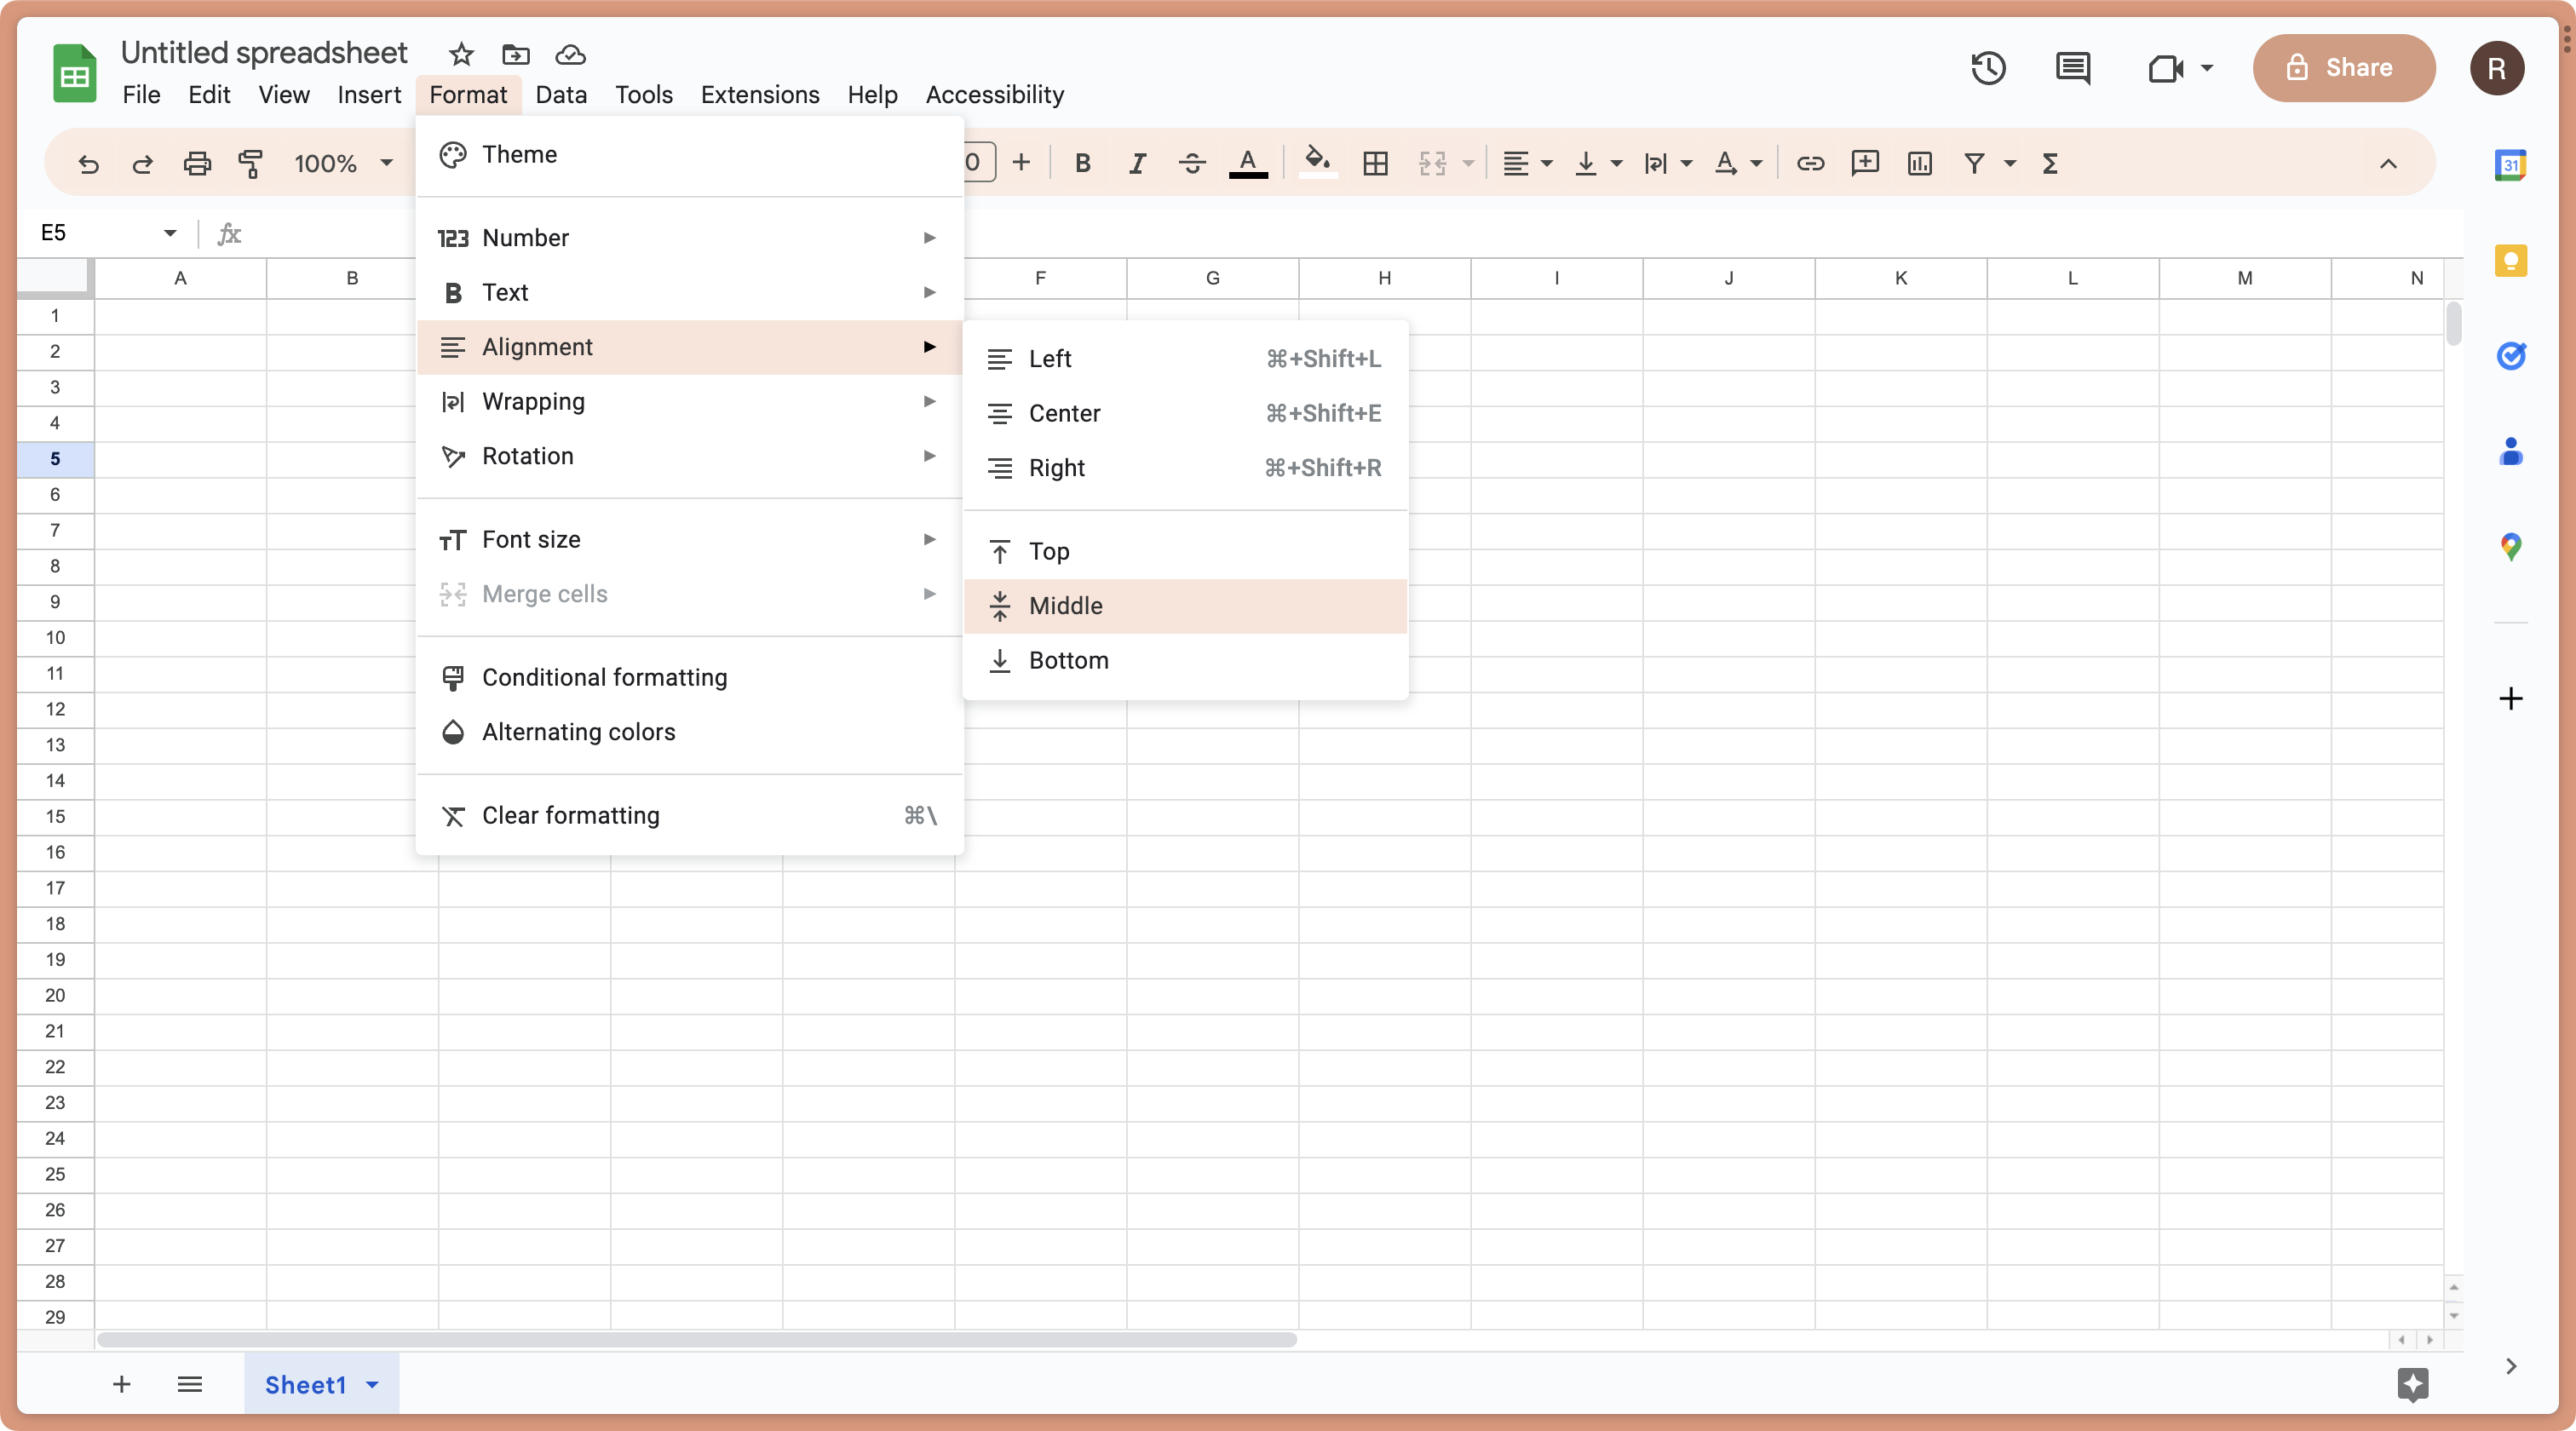 Untitled spreadsheet
File Edit View Insert Format Data Tools Extensions Help Accessibility
Share
R
100%
0
B
A
A
Σ
31
E5
fx
A B F G H I J K L M N
Theme
123 Number
B Text
Alignment
Wrapping
Rotation
Font size
Merge cells
Conditional formatting
Alternating colors
Clear formatting ⌘\
Left ⌘+Shift+L
Center ⌘+Shift+E
Right ⌘+Shift+R
Top
Middle
Bottom
1
2
3
4
5
6
7
8
9
10
11
12
13
14
15
16
17
18
19
20
21
22
23
24
25
26
27
28
29
Sheet1